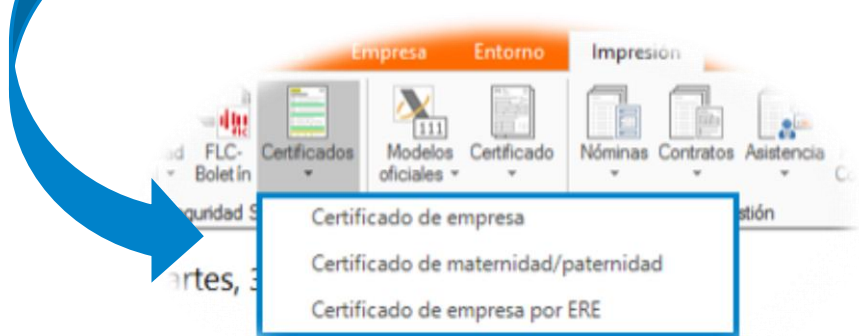 Empresa Entorno Impresión
FLC- Certificados Modelos Certificado Nóminas Contratos Asistencia
Boletín oficiales
111
Certificado de empresa
Certificado de maternidad/paternidad
Certificado de empresa por ERE